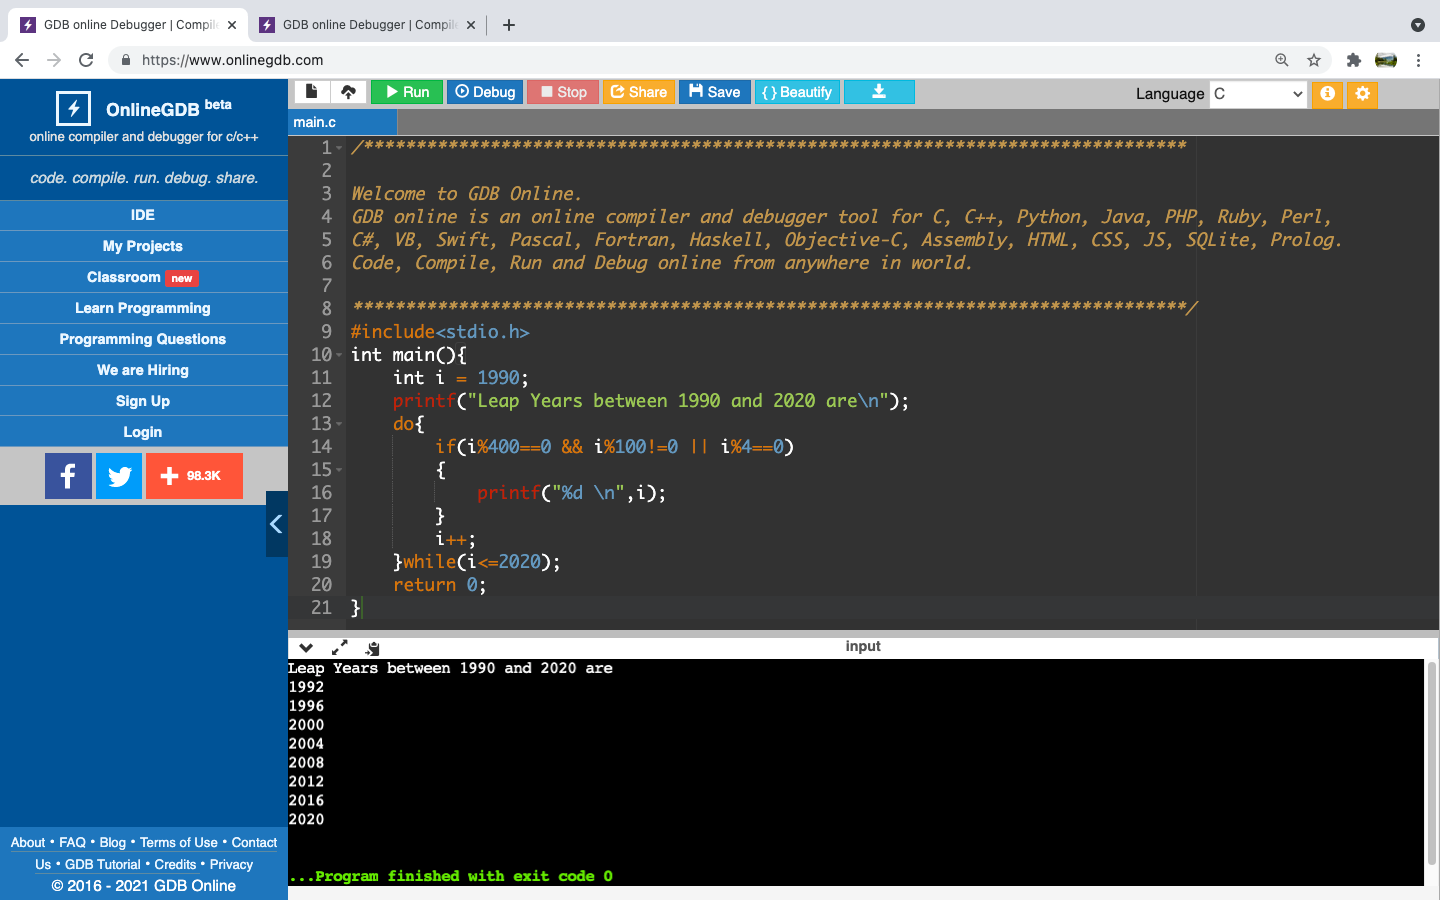 GDB online Debugger | Compil
GDB online Debugger | Compil
https://www.onlinegdb.com
OnlineGDB beta
online compiler and debugger for c/c++
code. compile. run. debug. share.
IDE
My Projects
Classroom new
Learn Programming
Programming Questions
We are Hiring
Sign Up
Login
98.3K
About • FAQ • Blog • Terms of Use • Contact
Us • GDB Tutorial • Credits • Privacy
© 2016 - 2021 GDB Online
Run Debug Stop Share Save { } Beautify
Language C
main.c
1 /******************************************************************************
2
3 Welcome to GDB Online.
4 GDB online is an online compiler and debugger tool for C, C++, Python, Java, PHP, Ruby, Perl,
5 C#, VB, Swift, Pascal, Fortran, Haskell, Objective-C, Assembly, HTML, CSS, JS, SQLite, Prolog.
6 Code, Compile, Run and Debug online from anywhere in world.
7
8 *******************************************************************************/
9 #include<stdio.h>
10 int main(){
11     int i = 1990;
12     printf("Leap Years between 1990 and 2020 are\n");
13     do{
14         if(i%400==0 && i%100!=0 || i%4==0)
15         {
16             printf("%d \n",i);
17         }
18         i++;
19     }while(i<=2020);
20     return 0;
21 }
input
Leap Years between 1990 and 2020 are
1992
1996
2000
2004
2008
2012
2016
2020
...Program finished with exit code 0